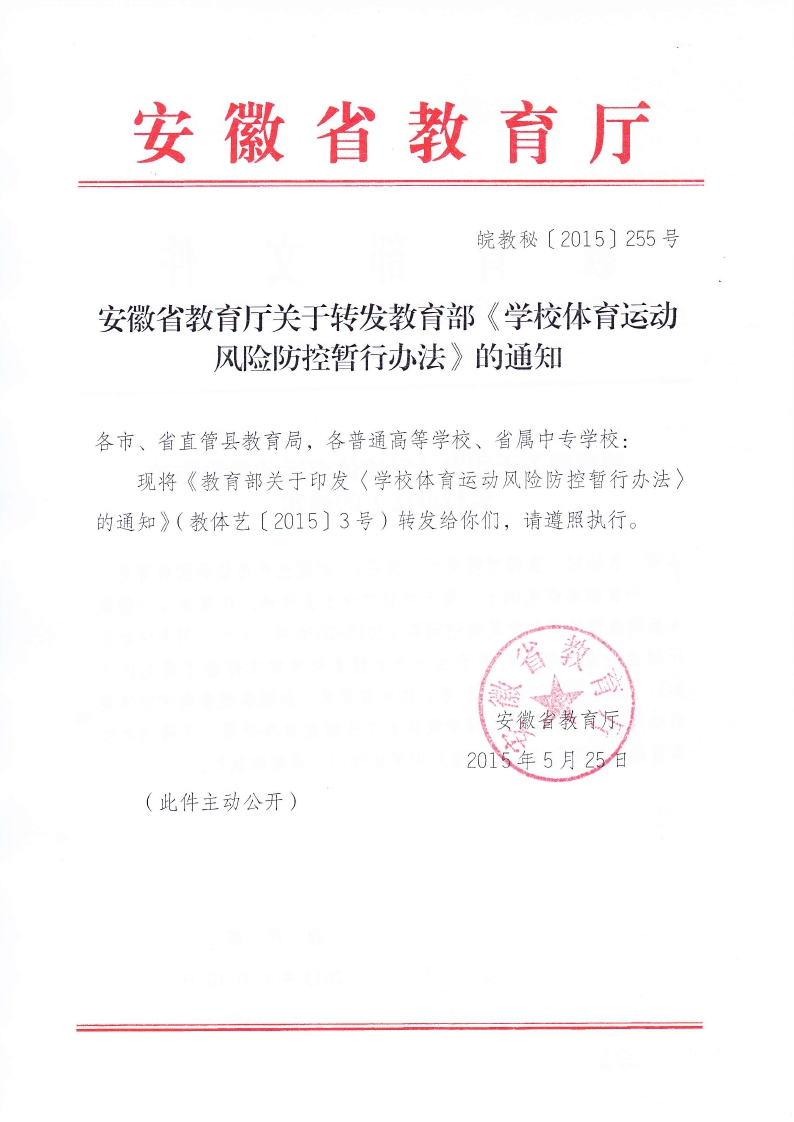 安徽省教育厅
皖教秘〔2015〕255号
安徽省教育厅关于转发教育部《学校体育运动
风险防控暂行办法》的通知
各市、省直管县教育局，各普通高等学校、省属中专学校：
现将《教育部关于印发〈学校体育运动风险防控暂行办法〉
的通知》（教体艺〔2015〕3号）转发给你们，请遵照执行。
安徽省教育厅
安徽省教育厅
2015年5月25日
（此件主动公开）